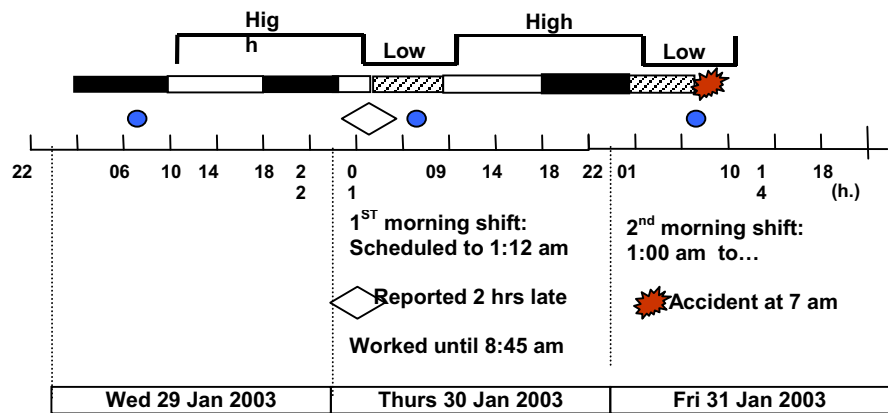 Hig
h
High
Low
Low
22 06 10 14 18 2 0 09 14 18 22 01 10 1 18
2 1 4 (h.)
1ST morning shift:
Scheduled to 1:12 am
Reported 2 hrs late
Worked until 8:45 am
2nd morning shift:
1:00 am to…
Accident at 7 am
Wed 29 Jan 2003
Thurs 30 Jan 2003
Fri 31 Jan 2003